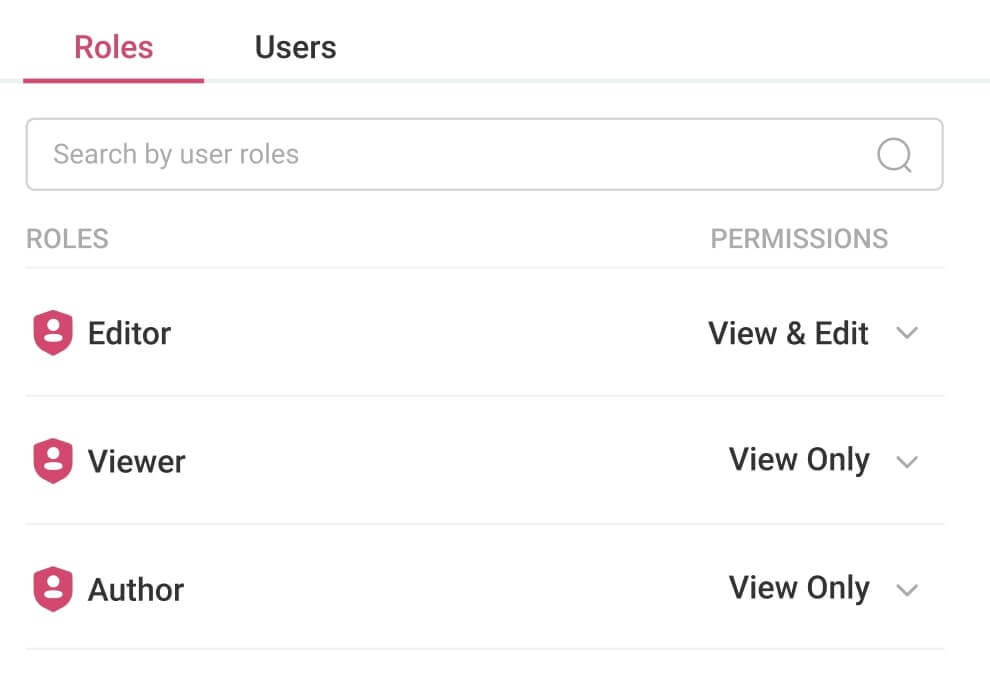 Roles Users
Search by user roles
ROLES PERMISSIONS
Editor View & Edit
Viewer View Only
Author View Only